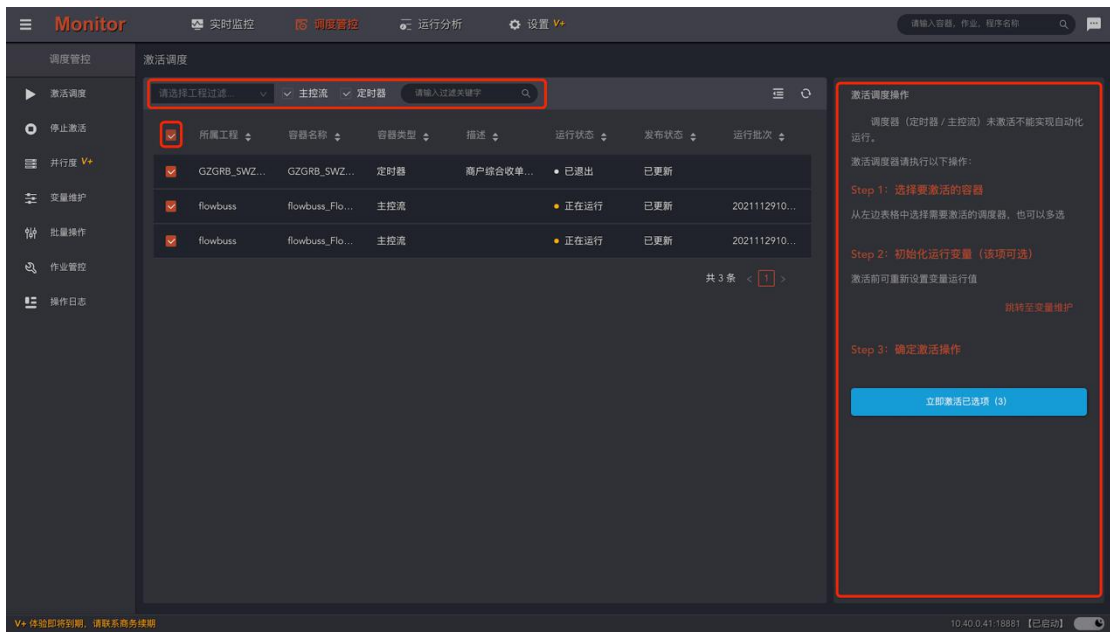 Monitor
实时监控
调度管控
运行分析
设置 V+
请输入容器、作业、程序名称
调度管控
激活调度
停止激活
并行度 V+
变量维护
批量操作
作业管控
操作日志
激活调度
请选择工程过滤...
主控流
定时器
请输入过滤关键字
所属工程 容器名称 容器类型 描述 运行状态 发布状态 运行批次
GZGRB_SWZ... GZGRB_SWZ... 定时器 商户综合收单... 已退出 已更新
flowbuss flowbuss_Flo... 主控流 正在运行 已更新 2021112910...
flowbuss flowbuss_Flo... 主控流 正在运行 已更新 2021112910...
共 3 条 < 1 >
激活调度操作
调度器（定时器 / 主控流）未激活不能实现自动化
运行。
激活调度器请执行以下操作：
Step 1：选择要激活的容器
从左边表格中选择需要激活的调度器，也可以多选
Step 2：初始化运行变量（该项可选）
激活前可重新设置变量运行值
跳转至变量维护
Step 3：确定激活操作
立即激活已选项（3）
V+ 体验即将到期，请联系商务续期
10.40.0.41:18881 【已启动】